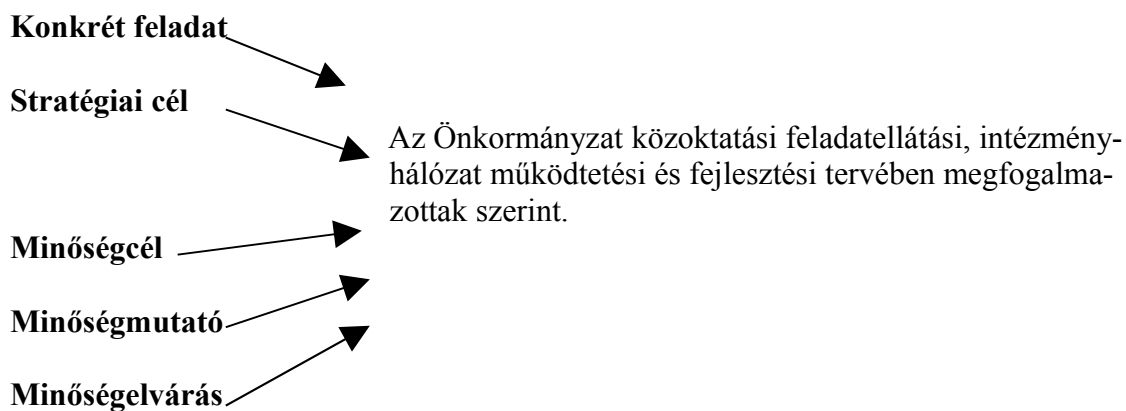 Konkrét feladat
Stratégiai cél
Az Önkormányzat közoktatási feladatellátási, intézmény-
hálózat működtetési és fejlesztési tervében megfogalma-
zottak szerint.
Minőségcél
Minőségmutató
Minőségelvárás